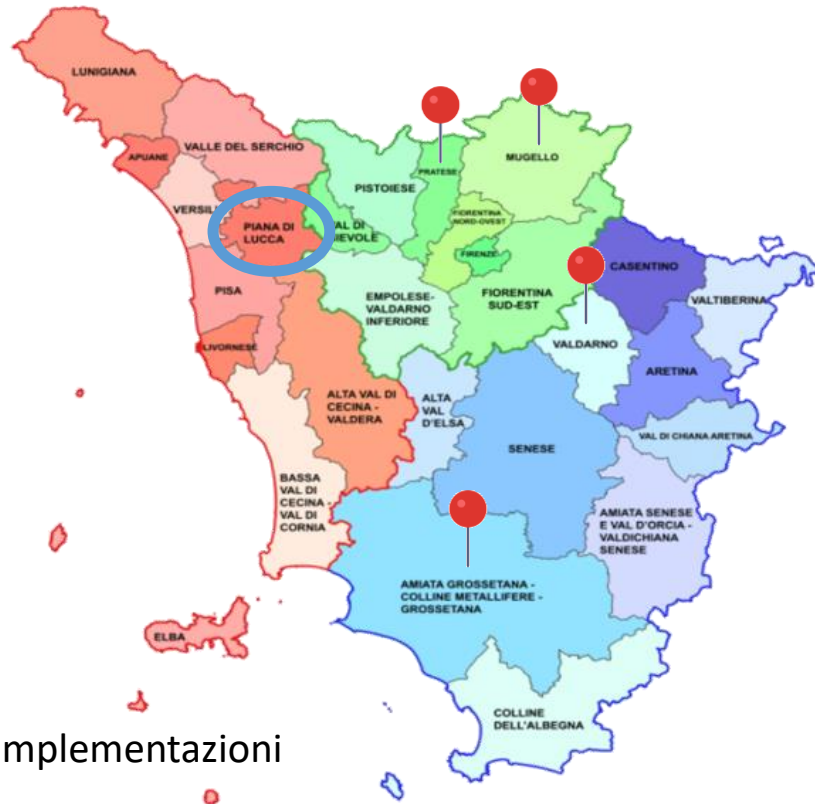 LUNIGIANA
VALLE DEL SERCHIO
APUANE
MUGELLO
PRATESE
PISTOIESE
VERSILI
FIORENTINA
NORD-OVEST
PIANA DI
LUCCA
VAL DI
IEVOLE
FIRENZE
CASENTINO
PISA
EMPOLESE-
VALDARNO
INFERIORE
FIORENTINA
SUD-EST
VALTIBERINA
LIVORNESE
VALDARNO
ARETINA
ALTA VAL DI
CECINA -
VALDERA
ALTA
VAL
D'ELSA
SENESE
VAL DI CHIANA ARETINA
BASSA
VAL DI
CECINA -
VAL DI
CORNIA
AMIATA SENESE
E VAL D'ORCIA -
VALDICHIANA
SENESE
AMIATA GROSSETANA -
COLLINE METALLIFERE -
GROSSETANA
ELBA
COLLINE
DELL'ALBEGNA
mplementazioni